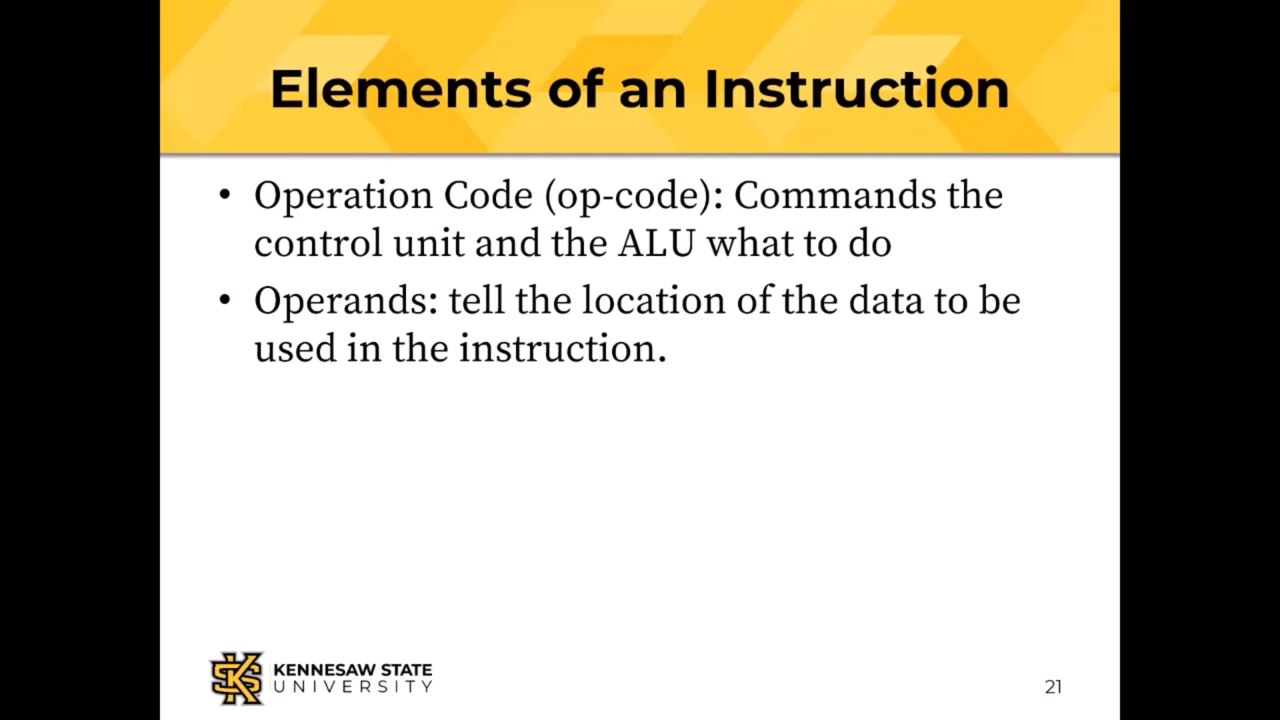 Elements of an Instruction
• Operation Code (op-code): Commands the
control unit and the ALU what to do
• Operands: tell the location of the data to be
used in the instruction.
KS
KENNESAW STATE
UNIVERSITY
21